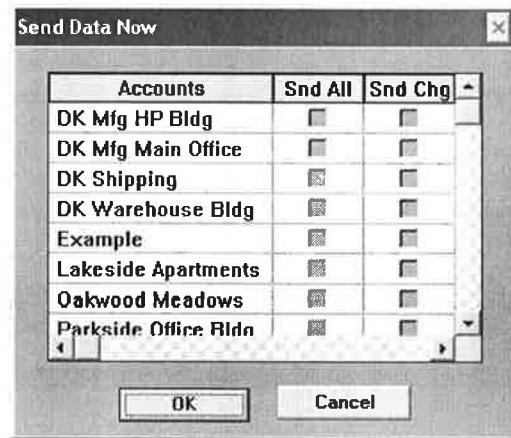 Send Data Now
Accounts Snd All Snd Chg
DK Mfg HP Bldg
DK Mfg Main Office
DK Shipping
DK Warehouse Bldg
Example
Lakeside Apartments
Oakwood Meadows
Parkside Office Bldg
OK Cancel